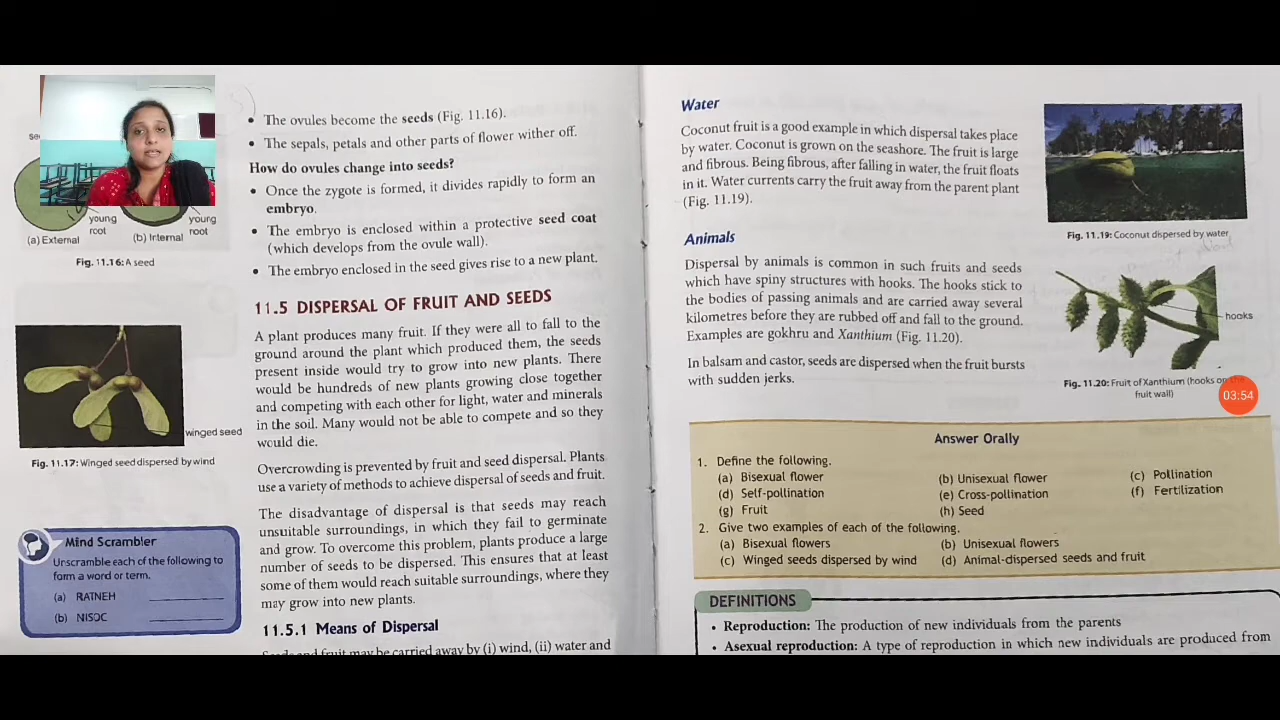 see
young
root
young
root
(a) External
(b) Internal
Fig. 11.16: A seed
winged seed
Fig. 11.17: Winged seed dispersed by wind
Mind Scrambler
Unscramble each of the following to
form a word or term.
(a) RATNEH
(b) NISOC
• The ovules become the seeds (Fig. 11.16).
• The sepals, petals and other parts of flower wither off.
How do ovules change into seeds?
• Once the zygote is formed, it divides rapidly to form an
embryo.
• The embryo is enclosed within a protective seed coat
(which develops from the ovule wall).
• The embryo enclosed in the seed gives rise to a new plant.
11.5 DISPERSAL OF FRUIT AND SEEDS
A plant produces many fruit. If they were all to fall to the
ground around the plant which produced them, the seeds
present inside would try to grow into new plants. There
would be hundreds of new plants growing close together
and competing with each other for light, water and minerals
in the soil. Many would not be able to compete and so they
would die.
Overcrowding is prevented by fruit and seed dispersal. Plants
use a variety of methods to achieve dispersal of seeds and fruit.
The disadvantage of dispersal is that seeds may reach
unsuitable surroundings, in which they fail to germinate
and grow. To overcome this problem, plants produce a large
number of seeds to be dispersed. This ensures that at least
some of them would reach suitable surroundings, where they
may grow into new plants.
11.5.1 Means of Dispersal
Seeds and fruit may be carried away by (i) wind, (ii) water and
Water
Coconut fruit is a good example in which dispersal takes place
by water. Coconut is grown on the seashore. The fruit is large
and fibrous. Being fibrous, after falling in water, the fruit floats
in it. Water currents carry the fruit away from the parent plant
(Fig. 11.19).
Fig. 11.19: Coconut dispersed by water
Animals
Dispersal by animals is common in such fruits and seeds
which have spiny structures with hooks. The hooks stick to
the bodies of passing animals and are carried away several
kilometres before they are rubbed off and fall to the ground.
Examples are gokhru and Xanthium (Fig. 11.20).
In balsam and castor, seeds are dispersed when the fruit bursts
with sudden jerks.
hooks
Fig. 11.20: Fruit of Xanthium (hooks on
fruit wall)
03:54
Answer Orally
1. Define the following.
(a) Bisexual flower (b) Unisexual flower (c) Pollination
(d) Self-pollination (e) Cross-pollination (f) Fertilization
(g) Fruit (h) Seed
2. Give two examples of each of the following.
(a) Bisexual flowers (b) Unisexual flowers
(c) Winged seeds dispersed by wind (d) Animal-dispersed seeds and fruit
DEFINITIONS
• Reproduction: The production of new individuals from the parents
• Asexual reproduction: A type of reproduction in which new individuals are produced from